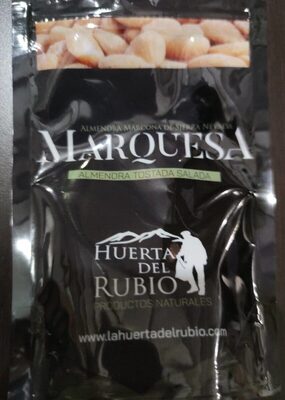 ALMENDRA MARCONA DE SIERRA NEVADA
MARQUESA
ALMENDRA TOSTADA SALADA
HUERTA
DEL
RUBIO
PRODUCTOS NATURALES
www.lahuertadelrubio.com